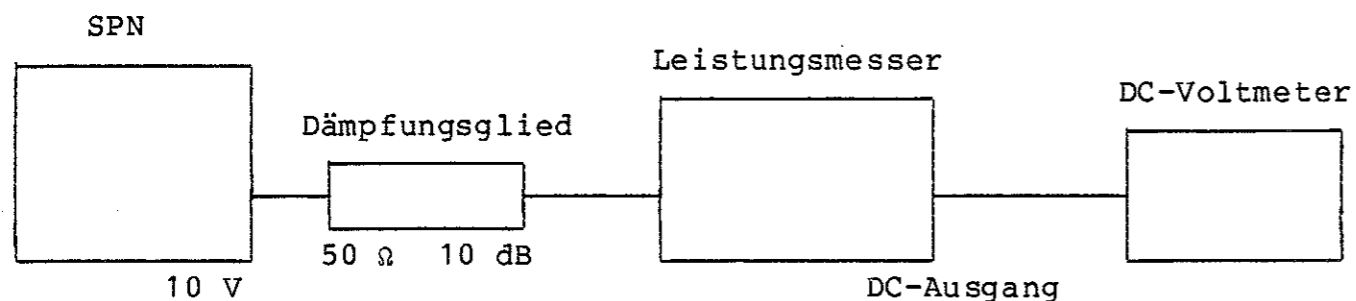 SPN
Leistungsmesser
DC-Voltmeter
Dämpfungsglied
50 Ω 10 dB
10 V
DC-Ausgang